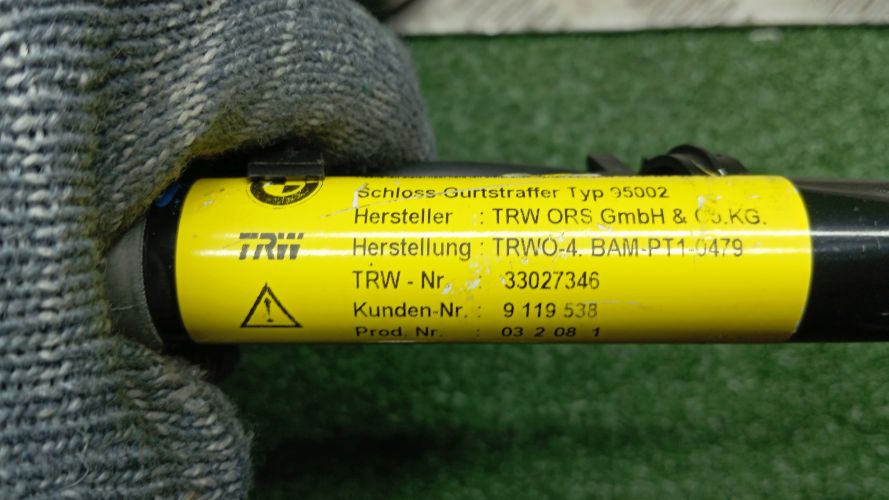 Schloss-Gurtstraffer Typ 95002
Hersteller : TRW ORS GmbH & Co.KG.
TRW
Herstellung : TRWO-4. BAM-PT1-0479
TRW - Nr. : 33027346
Kunden-Nr. : 9 119 538
Prod. Nr. : 03 2 08 1